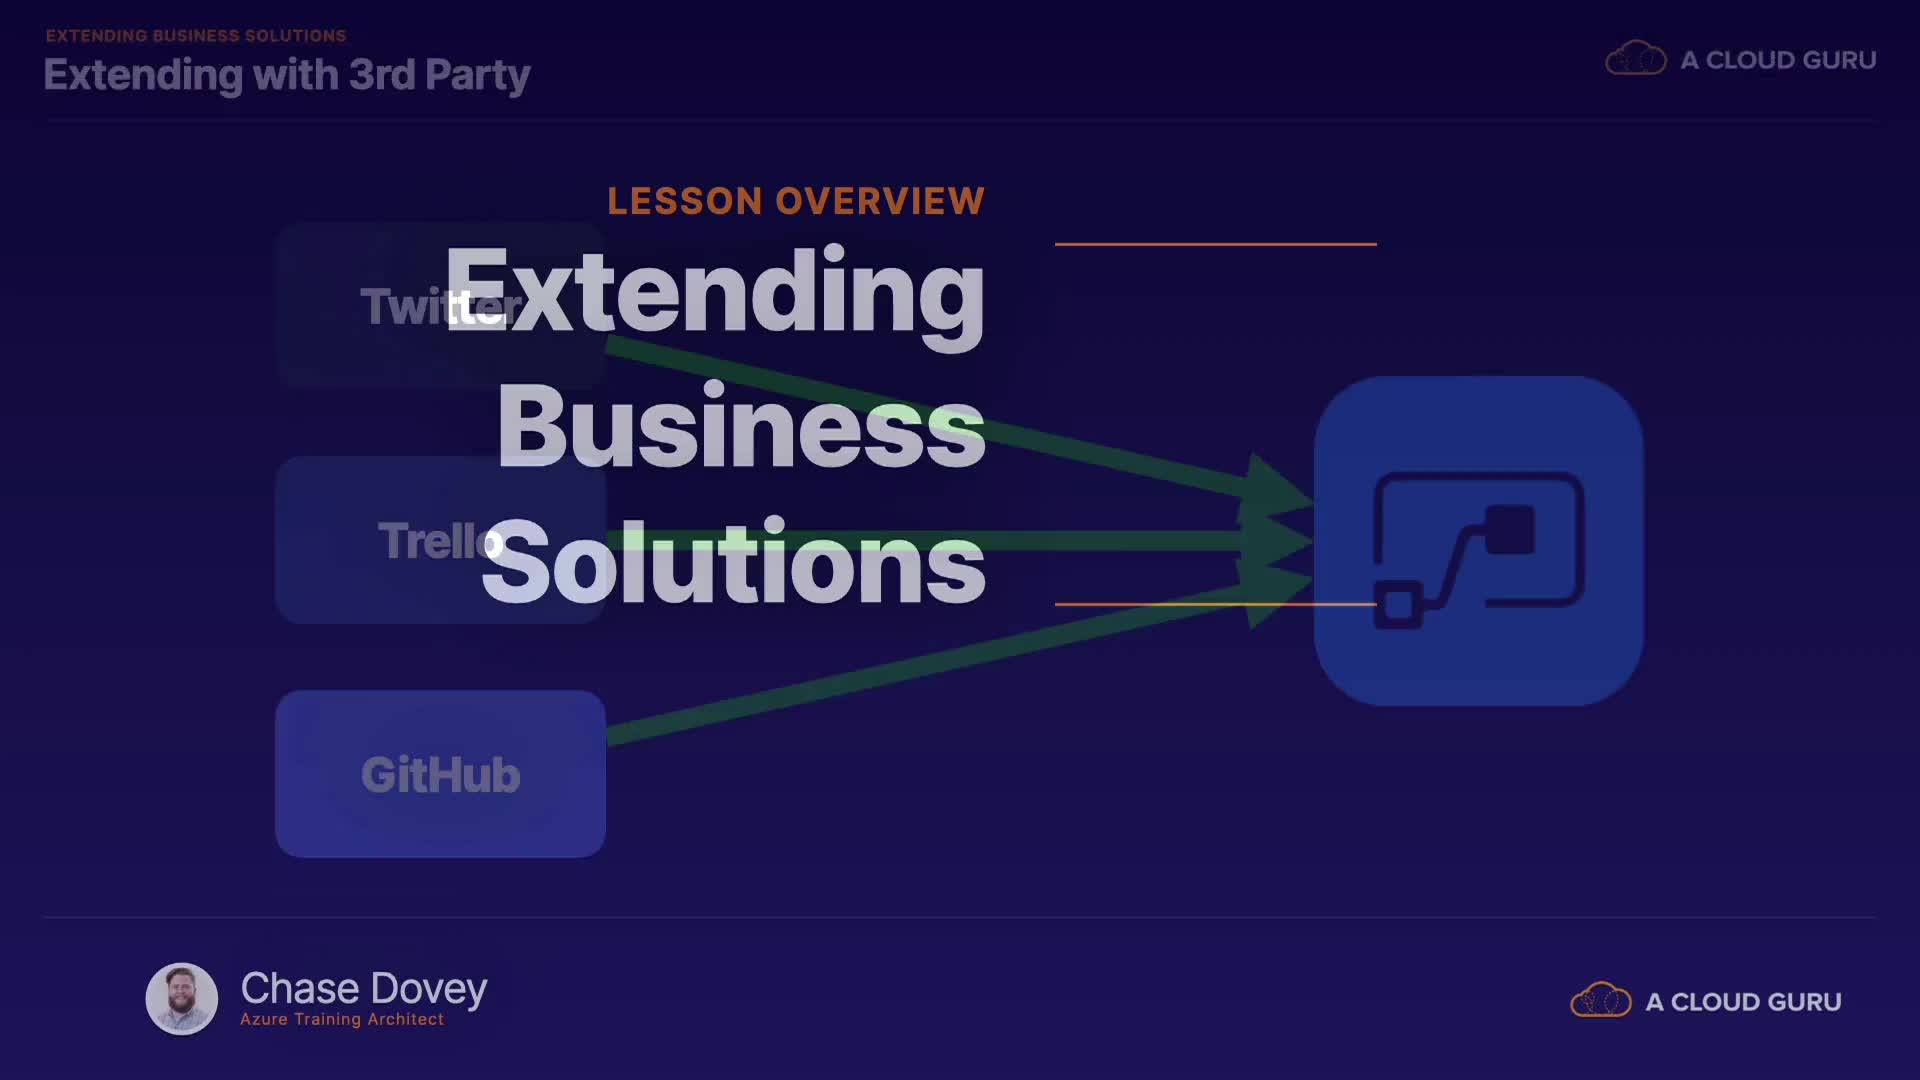 EXTENDING BUSINESS SOLUTIONS
Extending with 3rd Party
A CLOUD GURU
LESSON OVERVIEW
Extending
Business
Solutions
Twitter
Trello
GitHub
Chase Dovey
Azure Training Architect
A CLOUD GURU